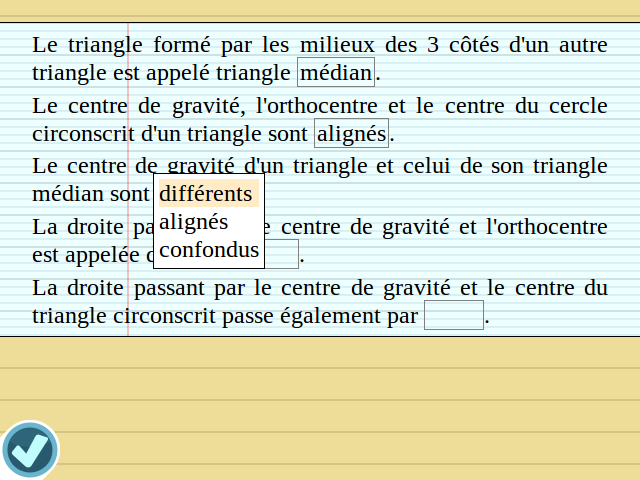 Le triangle formé par les milieux des 3 côtés d'un autre
triangle est appelé triangle médian.
Le centre de gravité, l'orthocentre et le centre du cercle
circonscrit d'un triangle sont alignés.
Le centre de gravité d'un triangle et celui de son triangle
médian sont
différents
alignés
confondus
La droite centre de gravité et l'orthocentre
est appelée .
La droite passant par le centre de gravité et le centre du
triangle circonscrit passe également par .